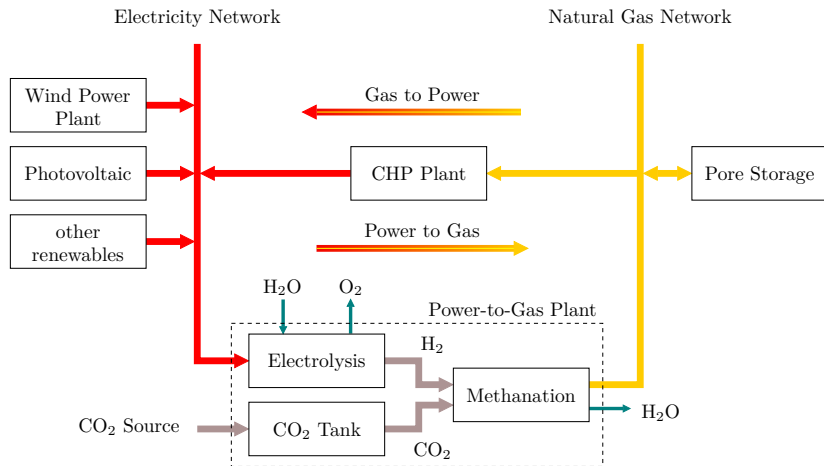 Electricity Network
Natural Gas Network
Wind Power
Plant
Gas to Power
Photovoltaic
CHP Plant
Pore Storage
other
renewables
Power to Gas
H₂O
O₂
Power-to-Gas Plant
Electrolysis
H₂
Methanation
H₂O
CO₂ Source
CO₂ Tank
CO₂